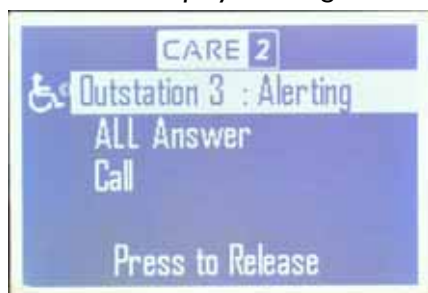 CARE 2
Outstation 3 : Alerting
ALL Answer
Call
Press to Release